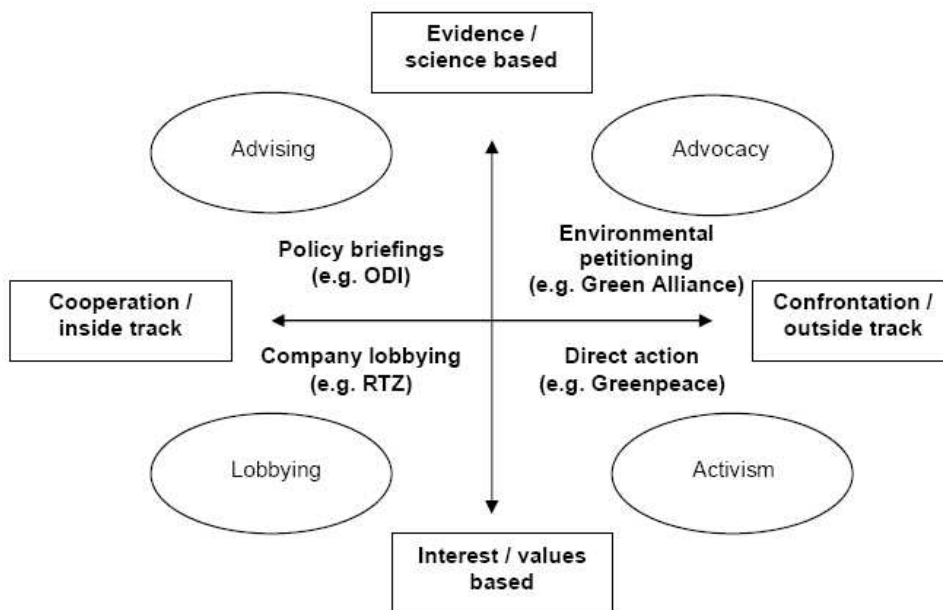 Evidence /
science based
Advising
Advocacy
Policy briefings
(e.g. ODI)
Environmental
petitioning
(e.g. Green Alliance)
Cooperation /
inside track
Confrontation /
outside track
Company lobbying
(e.g. RTZ)
Direct action
(e.g. Greenpeace)
Lobbying
Activism
Interest / values
based